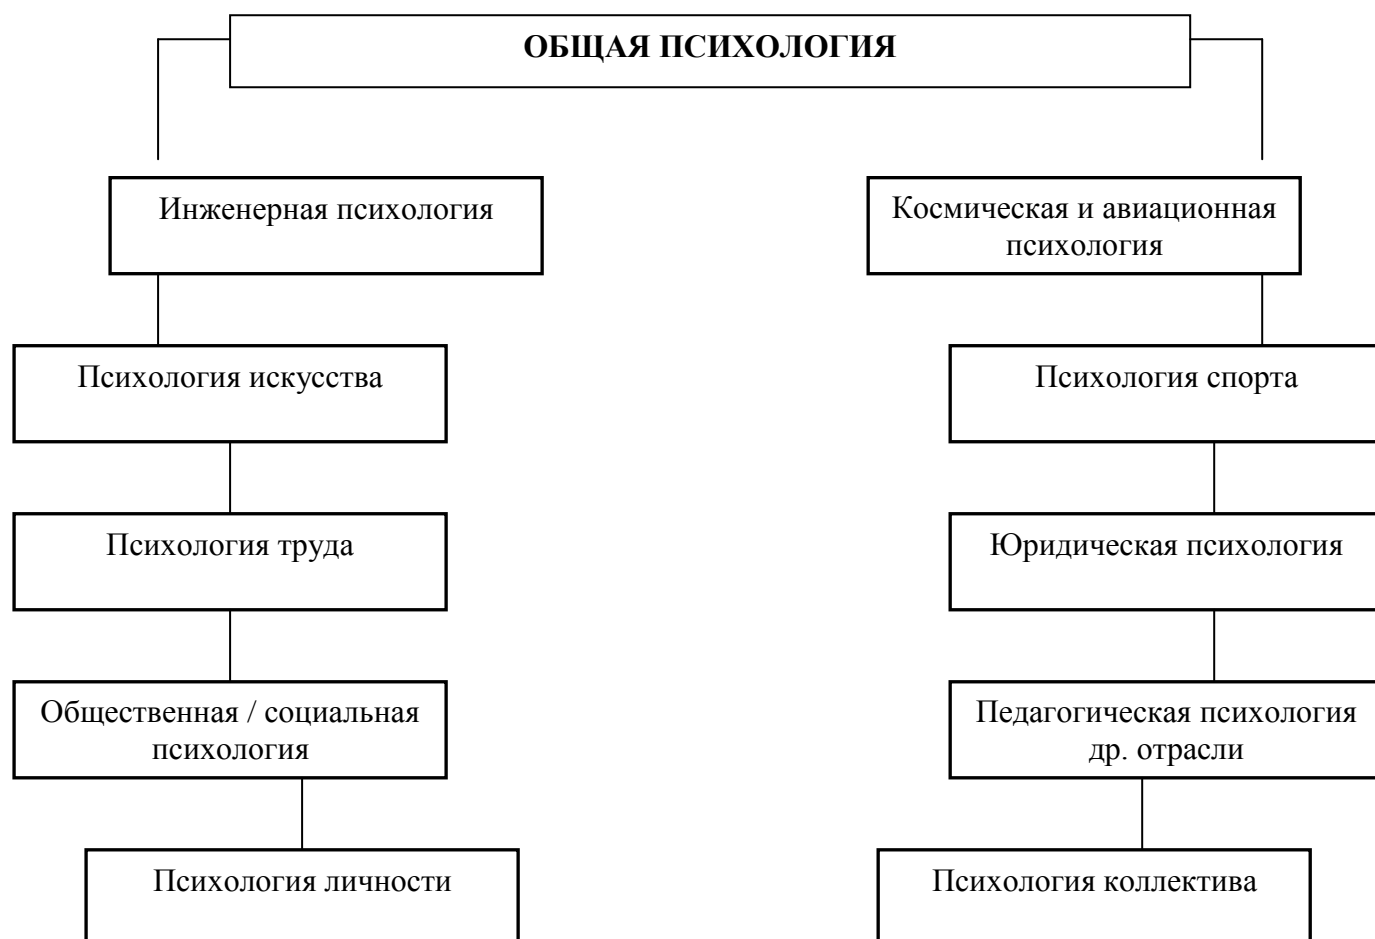 ОБЩАЯ ПСИХОЛОГИЯ
Инженерная психология
Космическая и авиационная
психология
Психология искусства
Психология спорта
Психология труда
Юридическая психология
Общественная / социальная
психология
Педагогическая психология
др. отрасли
Психология личности
Психология коллектива